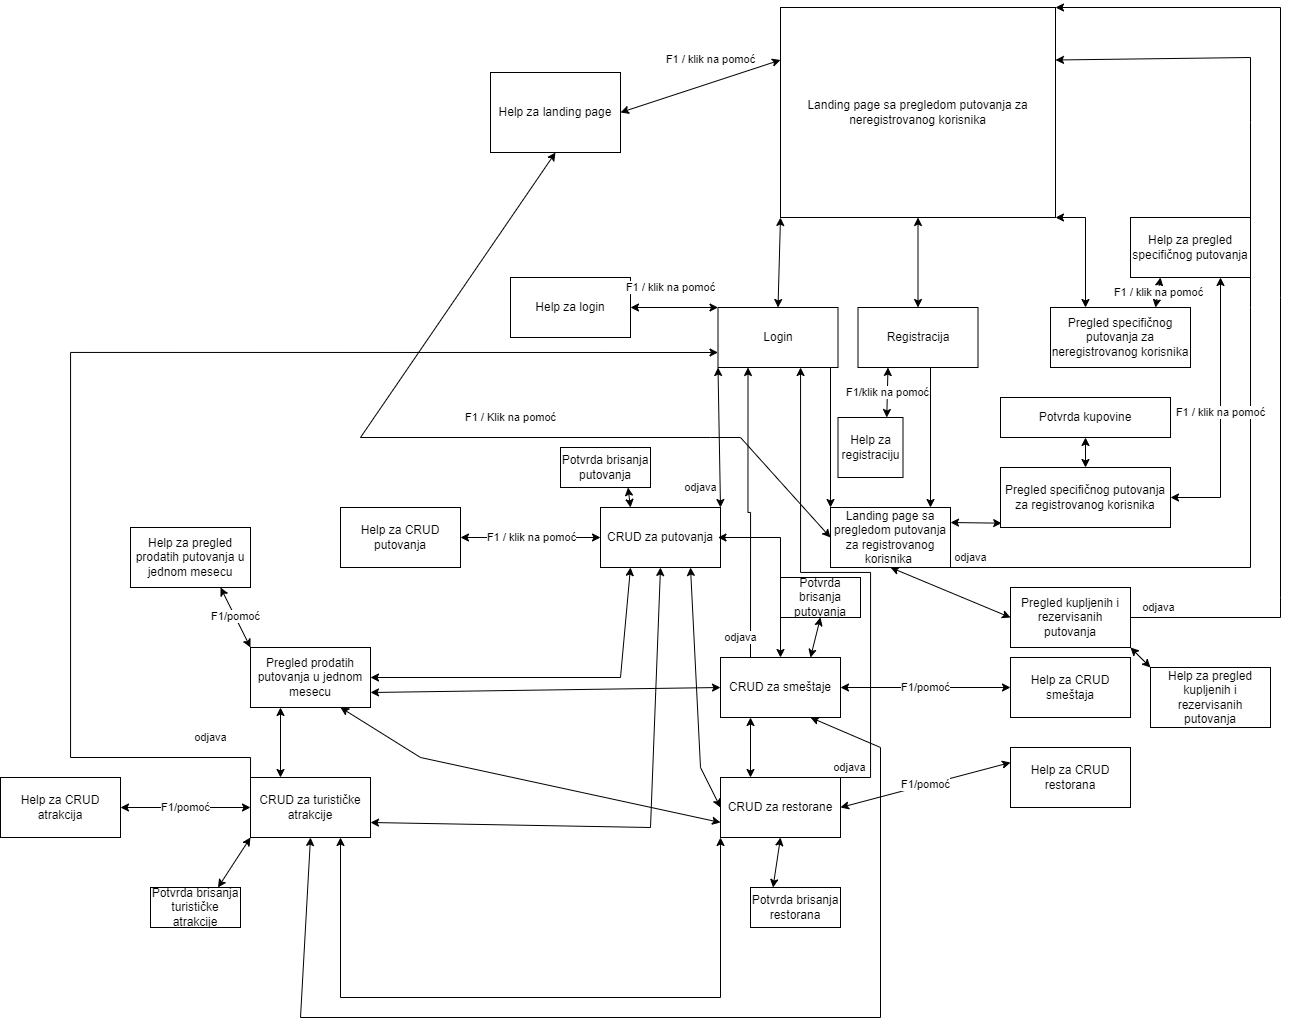 F1 / klik na pomoć
Help za landing page
Landing page sa pregledom putovanja za
neregistrovanog korisnika
Help za pregled
specifičnog putovanja
Help za login
F1 / klik na pomoć
F1 / klik na pomoć
Login
Registracija
Pregled specifičnog
putovanja za
neregistrovanog korisnika
F1/klik na pomoć
F1 / Klik na pomoć
Potvrda kupovine
F1 / klik na pomoć
Help za
registraciju
Potvrda brisanja
putovanja
odjava
Pregled specifičnog putovanja
za registrovanog korisnika
Help za CRUD
putovanja
F1 / klik na pomoć
CRUD za putovanja
Landing page sa
pregledom putovanja
za registrovanog
korisnika
odjava
Help za pregled
prodatih putovanja u
jednom mesecu
F1/pomoć
Potvrda
brisanja
putovanja
Pregled kupljenih i
rezervisanih
putovanja
odjava
odjava
Pregled prodatih
putovanja u jednom
mesecu
CRUD za smeštaje
F1/pomoć
Help za CRUD
smeštaja
Help za pregled
kupljenih i
rezervisanih
putovanja
odjava
odjava
Help za CRUD
atrakcija
F1/pomoć
CRUD za turističke
atrakcije
CRUD za restorane
F1/pomoć
Help za CRUD
restorana
Potvrda brisanja
turističke
atrakcije
Potvrda brisanja
restorana